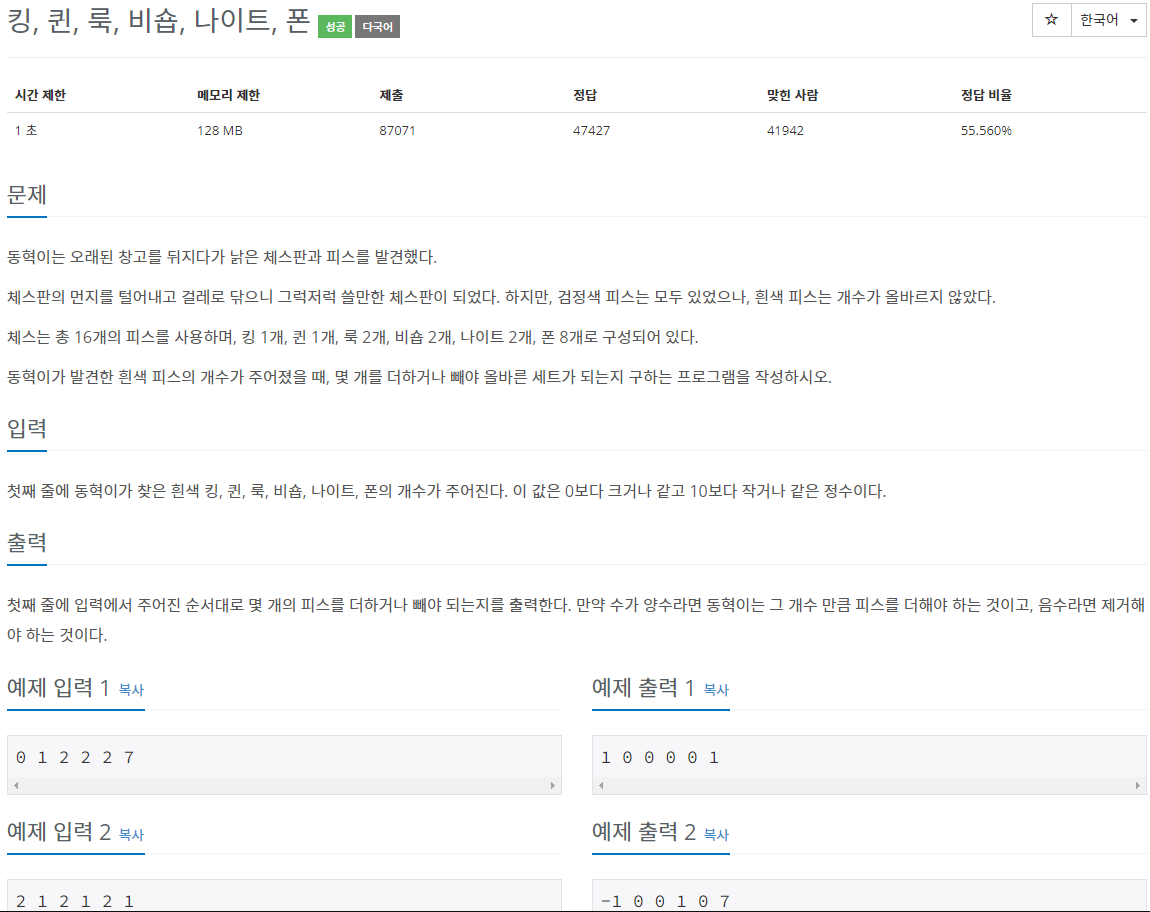 킹, 퀸, 룩, 비숍, 나이트, 폰 성공 다국어
☆ 한국어
시간 제한 메모리 제한 제출 정답 맞힌 사람 정답 비율
1 초 128 MB 87071 47427 41942 55.560%
문제
동혁이는 오래된 창고를 뒤지다가 낡은 체스판과 피스를 발견했다.
체스판의 먼지를 털어내고 걸레로 닦으니 그럭저럭 쓸만한 체스판이 되었다. 하지만, 검정색 피스는 모두 있었으나, 흰색 피스는 개수가 올바르지 않았다.
체스는 총 16개의 피스를 사용하며, 킹 1개, 퀸 1개, 룩 2개, 비숍 2개, 나이트 2개, 폰 8개로 구성되어 있다.
동혁이가 발견한 흰색 피스의 개수가 주어졌을 때, 몇 개를 더하거나 빼야 올바른 세트가 되는지 구하는 프로그램을 작성하시오.
입력
첫째 줄에 동혁이가 찾은 흰색 킹, 퀸, 룩, 비숍, 나이트, 폰의 개수가 주어진다. 이 값은 0보다 크거나 같고 10보다 작거나 같은 정수이다.
출력
첫째 줄에 입력에서 주어진 순서대로 몇 개의 피스를 더하거나 빼야 되는지를 출력한다. 만약 수가 양수라면 동혁이는 그 개수 만큼 피스를 더해야 하는 것이고, 음수라면 제거해
야 하는 것이다.
예제 입력 1 복사
0 1 2 2 2 7
예제 출력 1 복사
1 0 0 0 0 1
예제 입력 2 복사
2 1 2 1 2 1
예제 출력 2 복사
-1 0 0 1 0 7